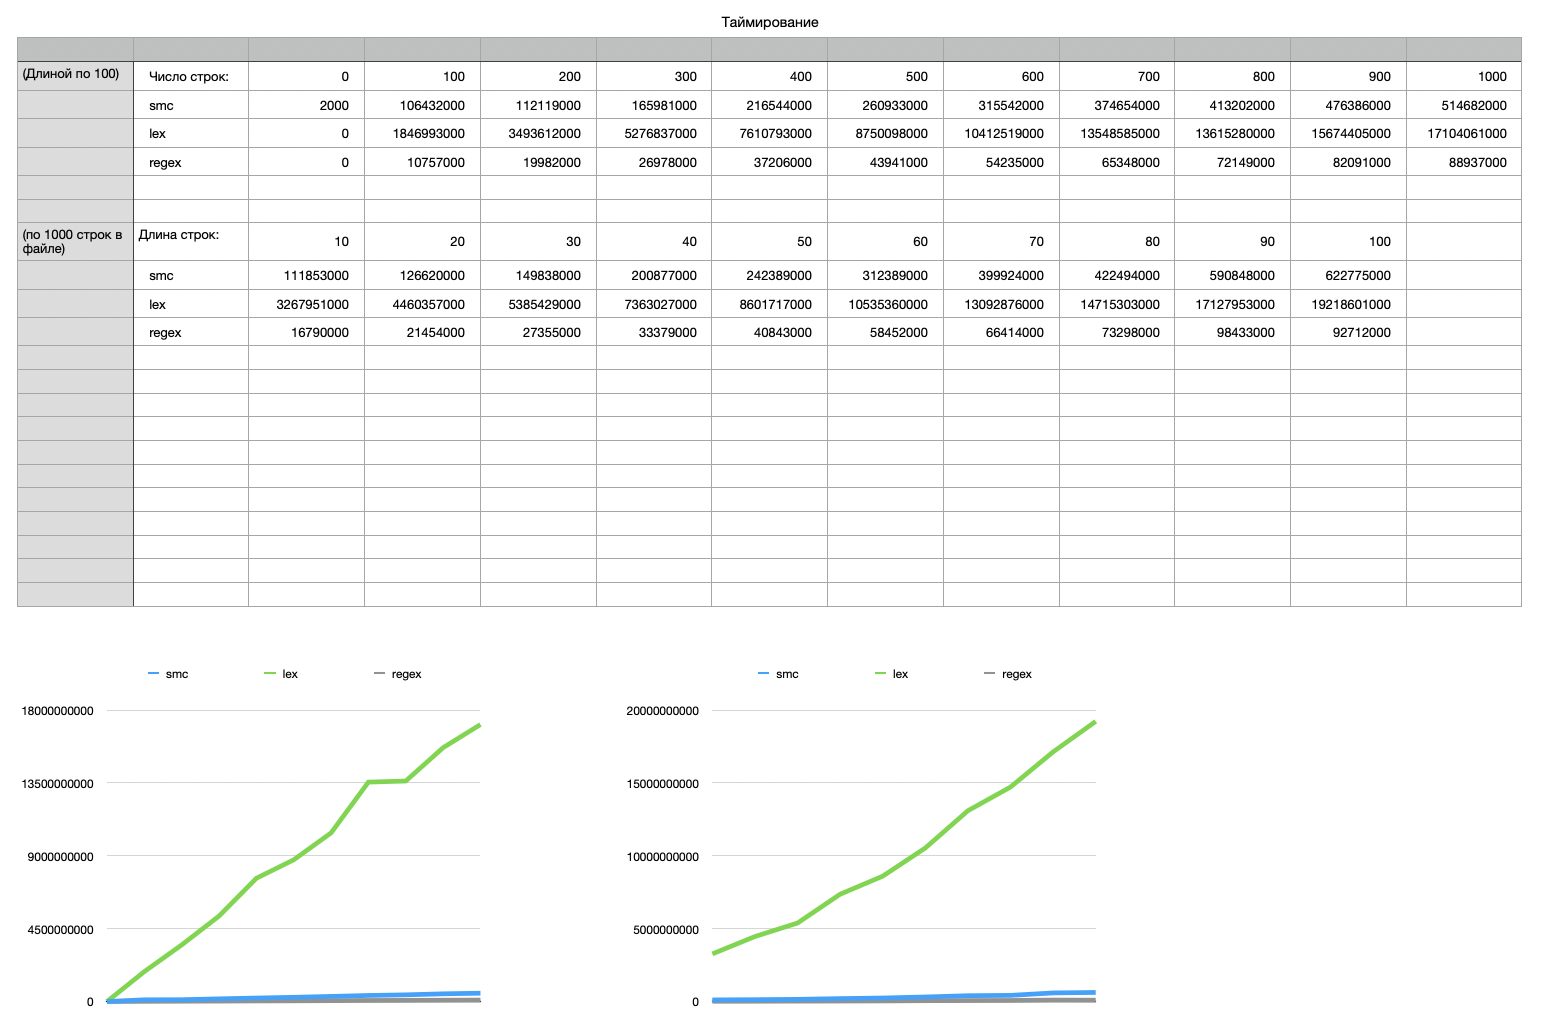 Таймирование
(Длиной по 100) Число строк: 0 100 200 300 400 500 600 700 800 900 1000
smc 2000 106432000 112119000 165981000 216544000 260933000 315542000 374654000 413202000 476386000 514682000
lex 0 1846993000 3493612000 5276837000 7610793000 8750098000 10412519000 13548585000 13615280000 15674405000 17104061000
regex 0 10757000 19982000 26978000 37206000 43941000 54235000 65348000 72149000 82091000 88937000
(по 1000 строк в
файле) Длина строк: 10 20 30 40 50 60 70 80 90 100
smc 111853000 126620000 149838000 200877000 242389000 312389000 399924000 422494000 590848000 622775000
lex 3267951000 4460357000 5385429000 7363027000 8601717000 10535360000 13092876000 14715303000 17127953000 19218601000
regex 16790000 21454000 27355000 33379000 40843000 58452000 66414000 73298000 98433000 92712000
smc lex regex
18000000000
13500000000
9000000000
4500000000
0
smc lex regex
20000000000
15000000000
10000000000
5000000000
0